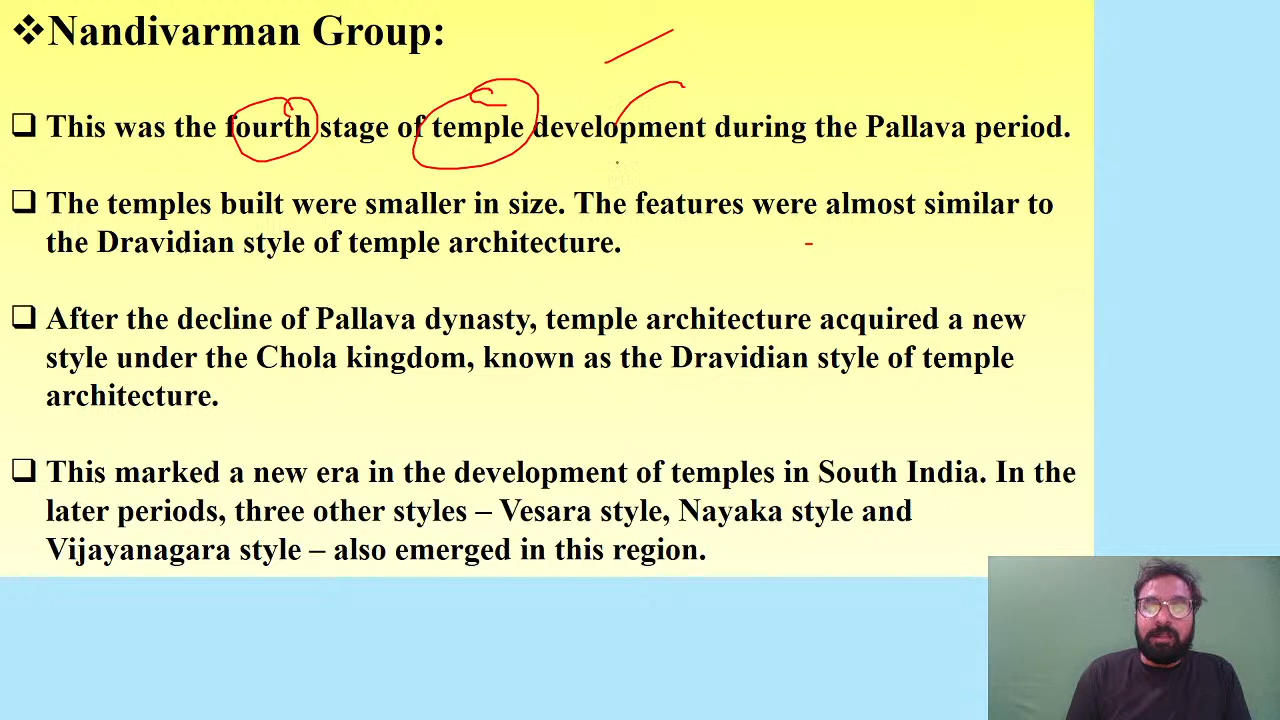 ❖Nandivarman Group:
❑ This was the fourth stage of temple development during the Pallava period.
❑ The temples built were smaller in size. The features were almost similar to
the Dravidian style of temple architecture.
❑ After the decline of Pallava dynasty, temple architecture acquired a new
style under the Chola kingdom, known as the Dravidian style of temple
architecture.
❑ This marked a new era in the development of temples in South India. In the
later periods, three other styles – Vesara style, Nayaka style and
Vijayanagara style – also emerged in this region.